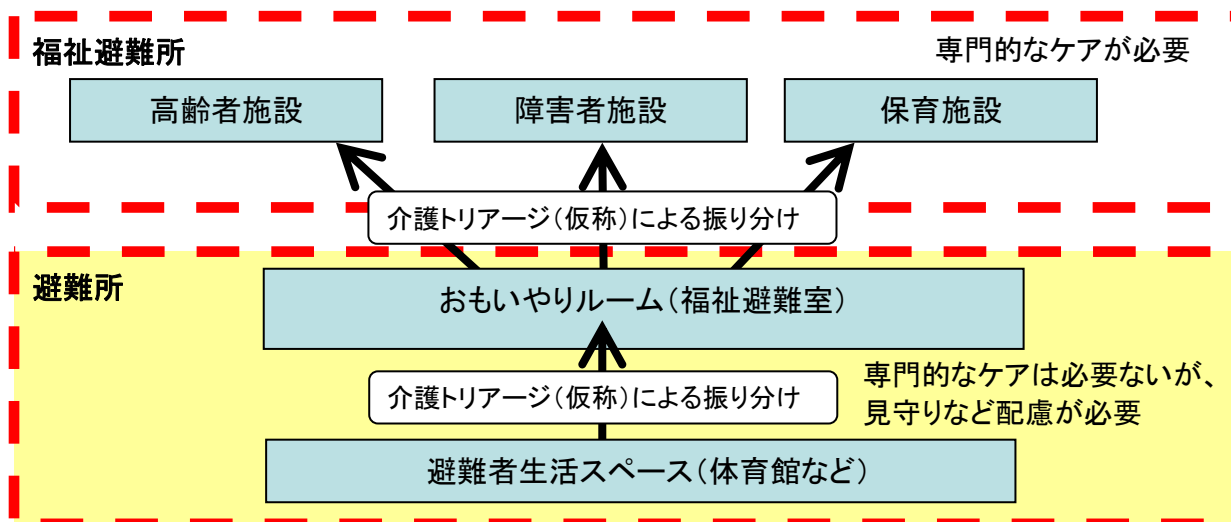 福祉避難所
専門的なケアが必要
高齢者施設
障害者施設
保育施設
介護トリアージ（仮称）による振り分け
避難所
おもいやりルーム（福祉避難室）
専門的なケアは必要ないが、
見守りなど配慮が必要
介護トリアージ（仮称）による振り分け
避難者生活スペース（体育館など）